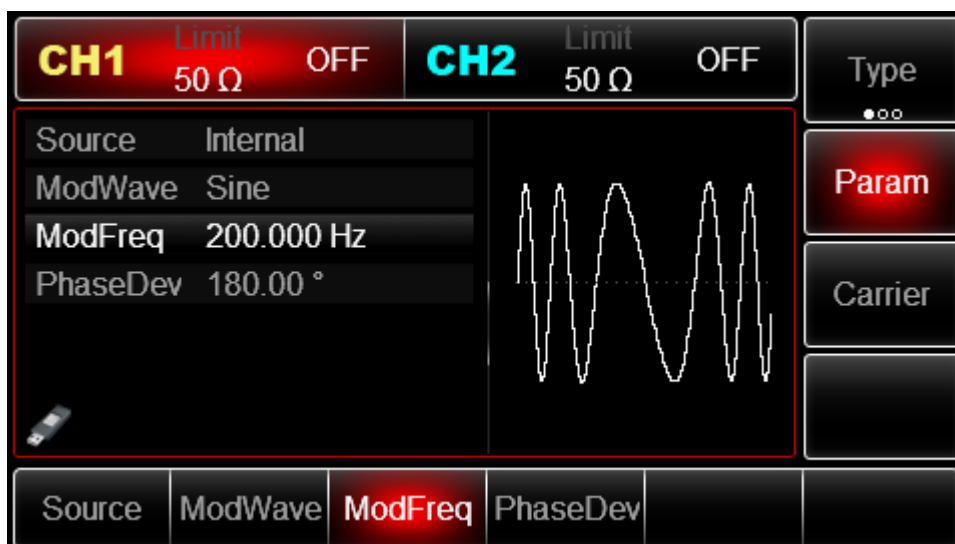 CH1 Limit 50 Ω OFF
CH2 Limit 50 Ω OFF
Type
Source Internal
ModWave Sine
ModFreq 200.000 Hz
PhaseDev 180.00 °
Param
Carrier
Source ModWave ModFreq PhaseDev